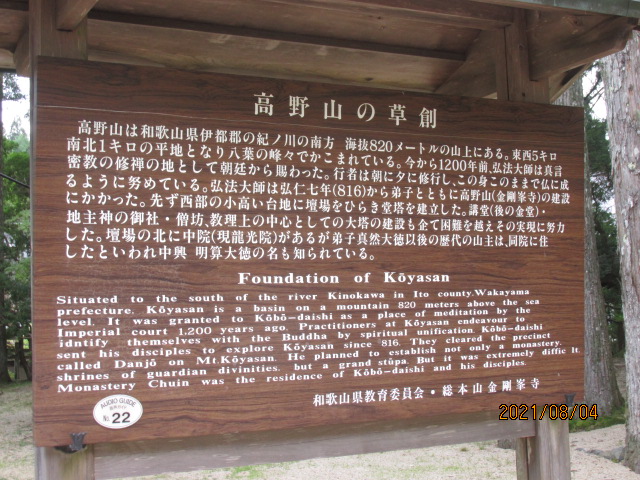 高野山の草創
高野山は和歌山県伊都郡の紀ノ川の南方 海抜820メートルの山上にある。東西5キロ
南北1キロの平地となり八葉の峰々でかこまれている。今から1200年前、弘法大師は真言
密教の修禅の地として朝廷から賜わった。行者は朝に夕に修行し、この身このままで仏に成
るように努めている。弘法大師は弘仁七年(816)から弟子とともに高野山(金剛峯寺)の建設
にかかった。先ず西部の小高い台地に壇場をひらき堂塔を建立した。講堂(後の金堂)・
地主神の御社・僧坊、教理上の中心としての大塔の建設も企て困難を越えその実現に努力
した。壇場の北に中院(現龍光院)があるが弟子真然大徳以後の歴代の山主は、同院に住
したといわれ中興 明算大徳の名も知られている。
Foundation of Kōyasan
Situated to the south of the river Kinokawa in Ito county.Wakayama
prefecture. Kōyasan is a basin on a mountain 820 meters above the sea
level. It was granted to Kōbō-daishi as a place of meditation by the
Imperial Court 1,200 years ago. Practitioners at Kōyasan endeavour to
idntify themselves with the Buddha by spiritual unification Kōbō-daishi
sent his disciples to explore Kōyasan since 816. They cleared the precinct
called Danjō on Mt.Kōyasan. He planned to establish not only a monastery.
shrines of guardian divinities. but a grand stūpa. But it was extremely difficlt.
Monastery Chuin was the residence of Kōbō-daishi and his disciples.
和歌山県教育委員会・総本山金剛峯寺
AUDIO GUIDE
No. 22
2021/08/04